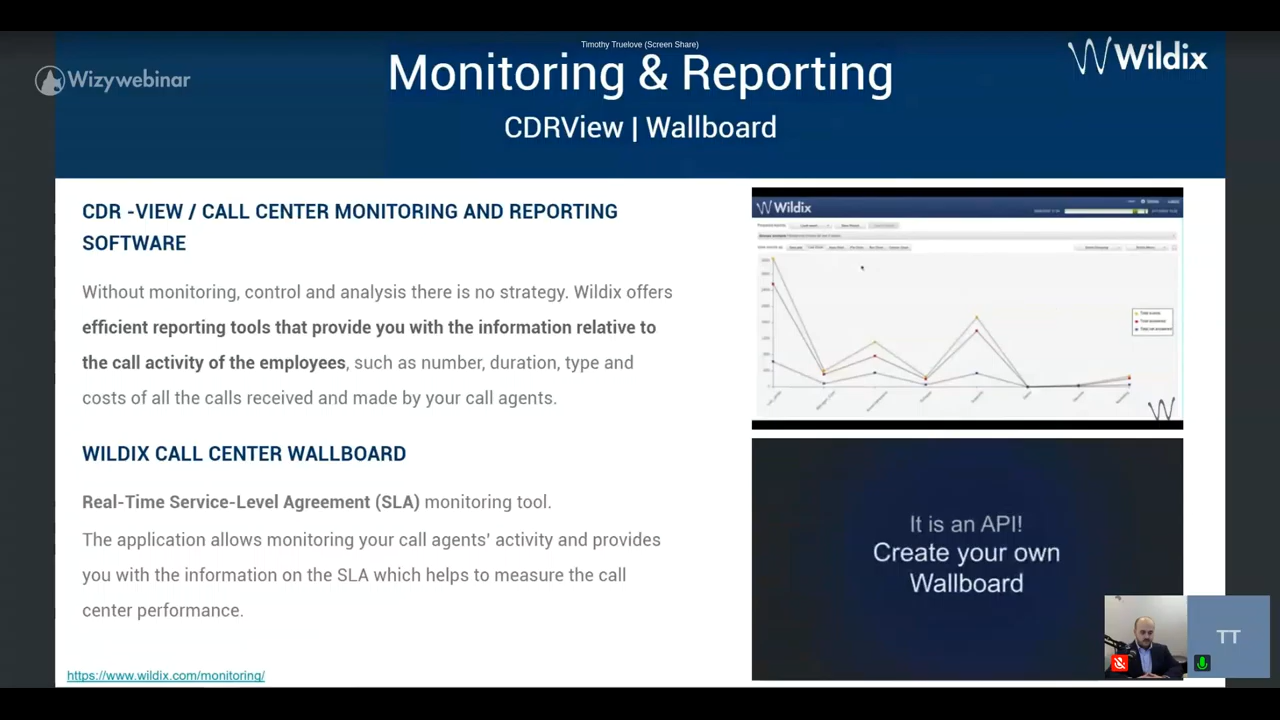 Timothy Truelove (Screen Share)
Wizywebinar
Monitoring & Reporting
CDRView | Wallboard
Wildix
CDR -VIEW / CALL CENTER MONITORING AND REPORTING
SOFTWARE
Without monitoring, control and analysis there is no strategy. Wildix offers
efficient reporting tools that provide you with the information relative to
the call activity of the employees, such as number, duration, type and
costs of all the calls received and made by your call agents.
WILDIX CALL CENTER WALLBOARD
Real-Time Service-Level Agreement (SLA) monitoring tool.
The application allows monitoring your call agents' activity and provides
you with the information on the SLA which helps to measure the call
center performance.
https://www.wildix.com/monitoring/
Wildix
It is an API!
Create your own
Wallboard
TT